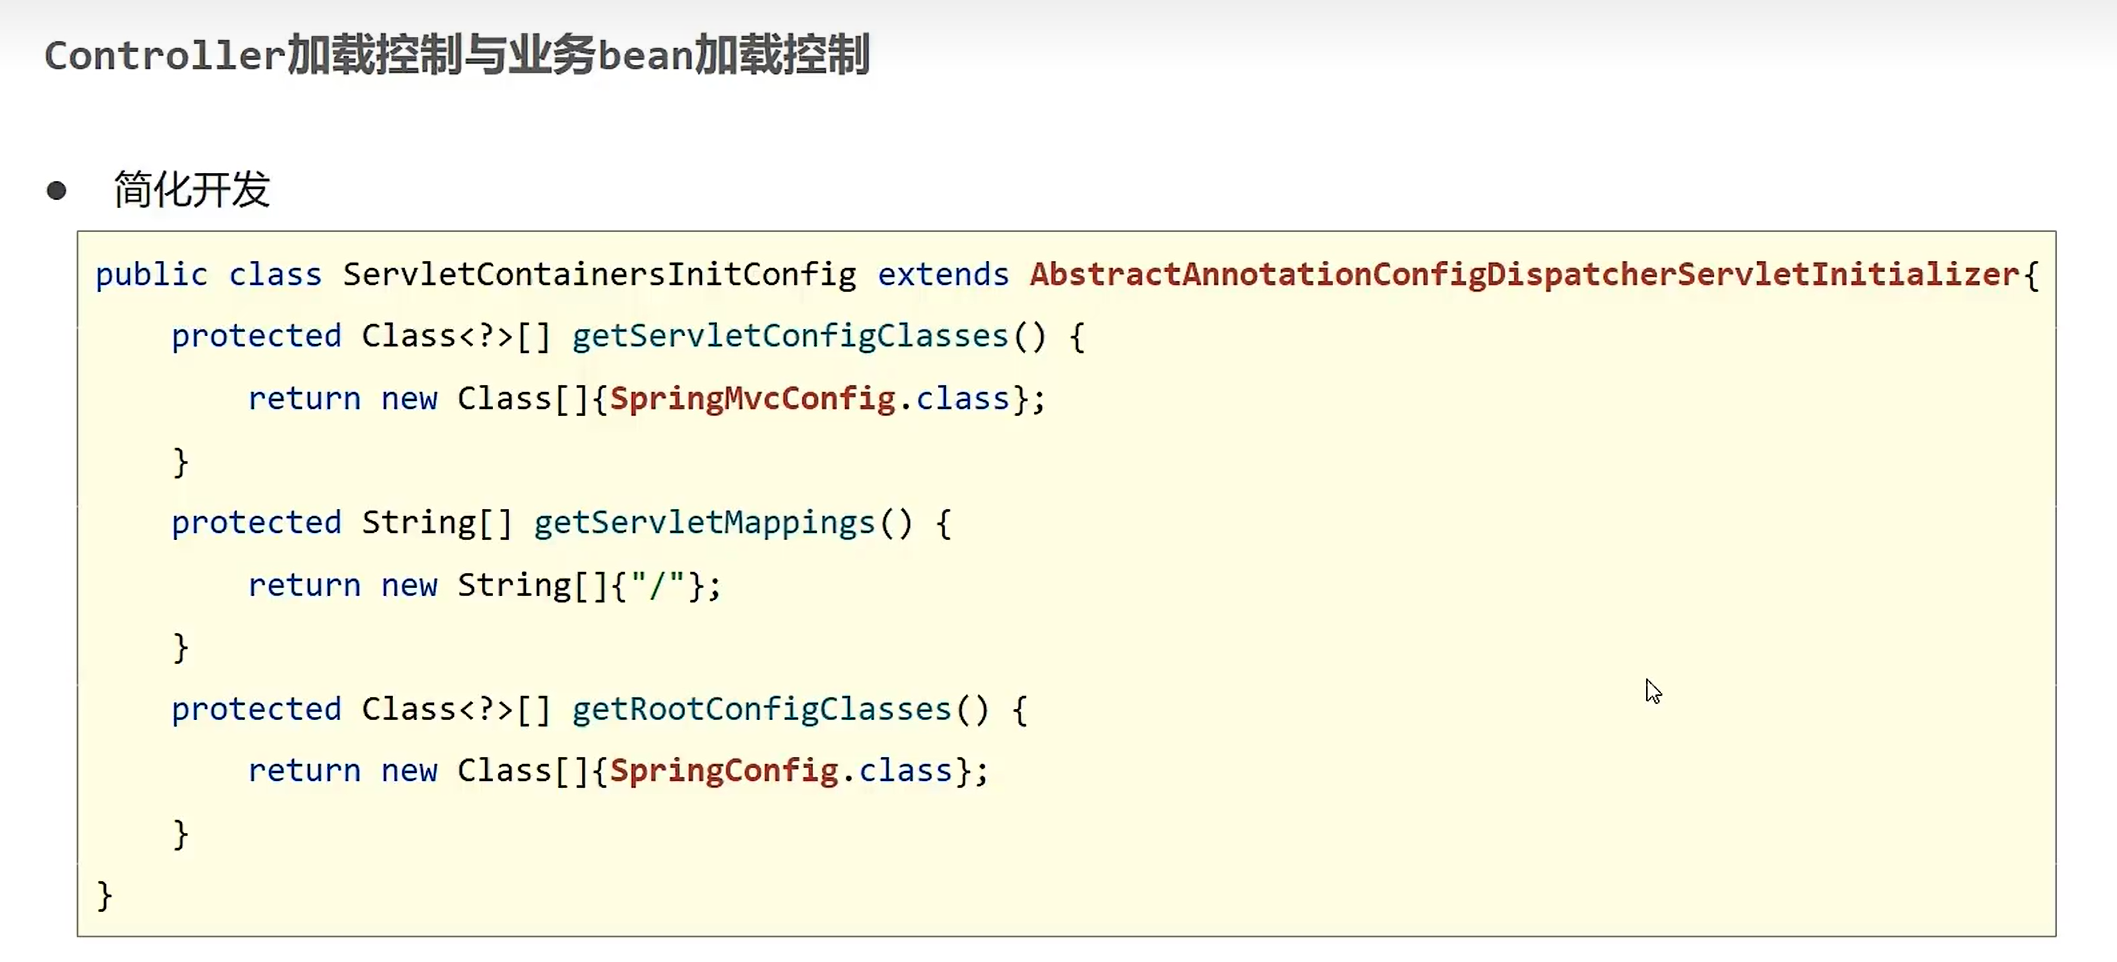 Controller加载控制与业务bean加载控制
● 简化开发
public class ServletContainersInitConfig extends AbstractAnnotationConfigDispatcherServletInitializer{
    protected Class<?>[] getServletConfigClasses() {
        return new Class[]{SpringMvcConfig.class};
    }
    protected String[] getServletMappings() {
        return new String[]{"/"};
    }
    protected Class<?>[] getRootConfigClasses() {
        return new Class[]{SpringConfig.class};
    }
}